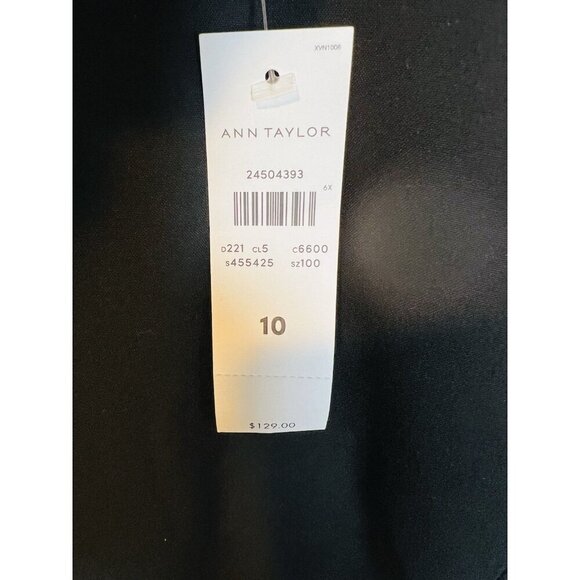 XVN1006
ANN TAYLOR
24504393
6X
D221 CL5 C6600
S455425 SZ100
10
$129.00